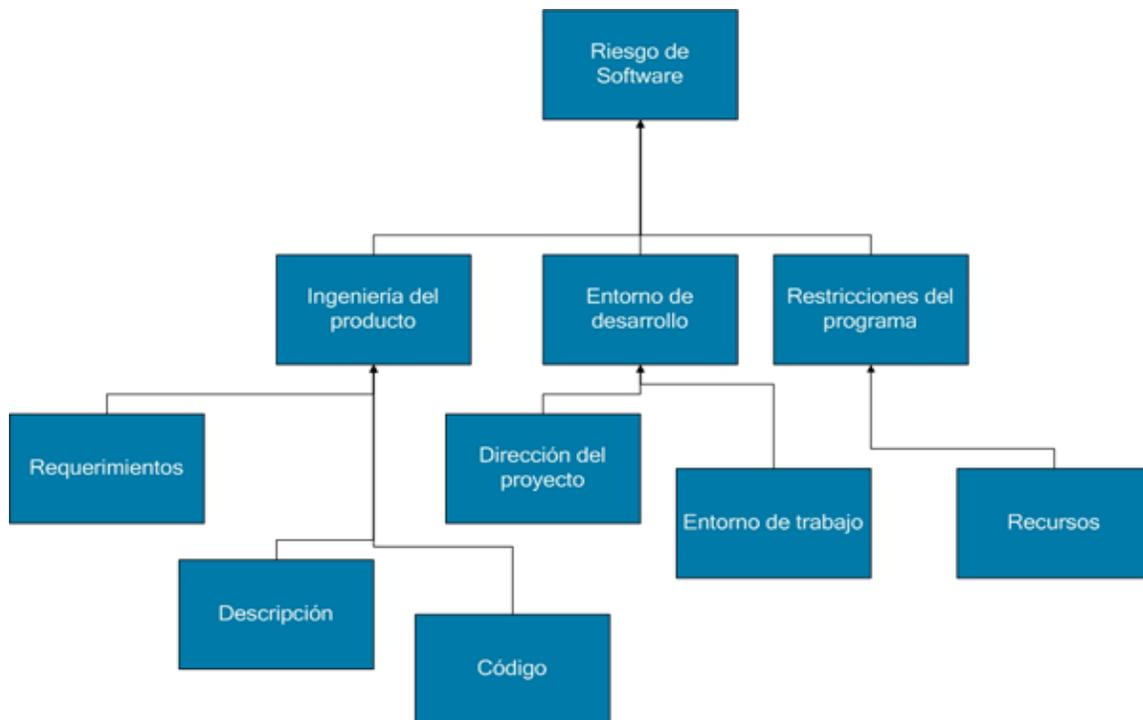 Riesgo de
Software
Ingeniería del
producto
Entorno de
desarrollo
Restricciones del
programa
Requerimientos
Dirección del
proyecto
Entorno de trabajo
Recursos
Descripción
Código